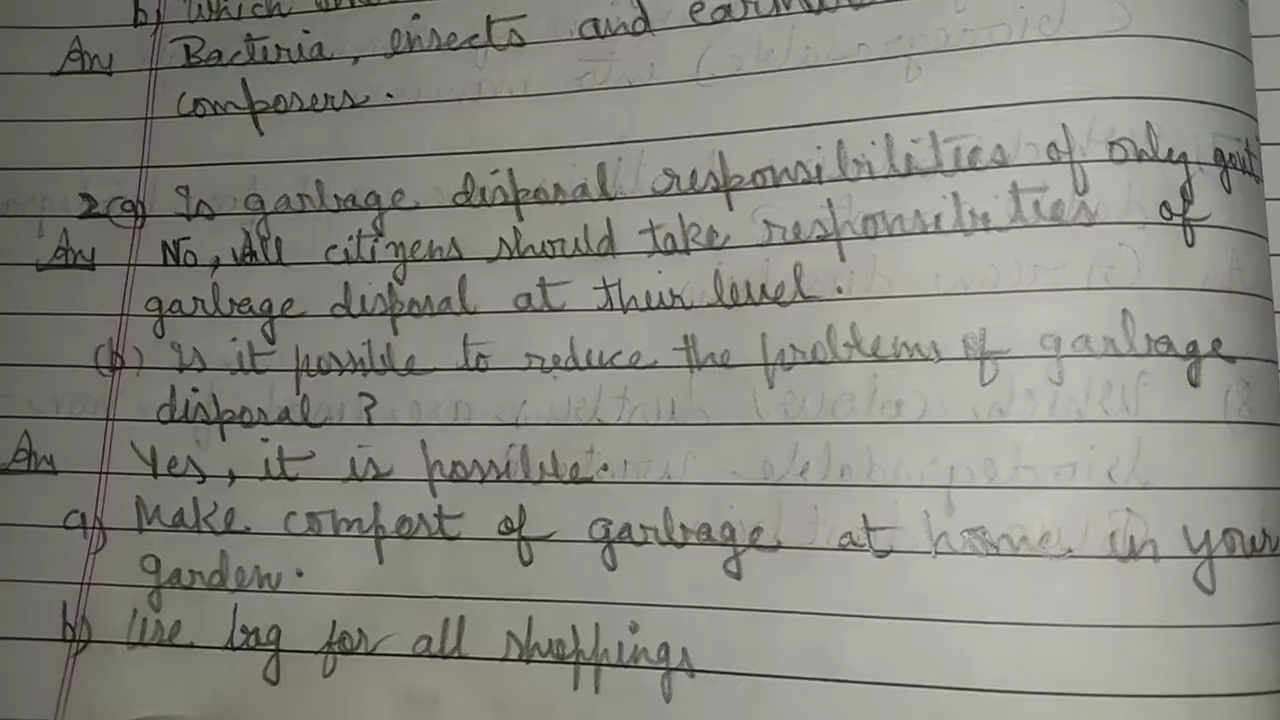 b) Which
Ans Bacteria, insects and
composers.
2(a) Is garbage disposal responsibilities of only govt
Ans No, All citizens should take responsibilities of
garbage disposal at their level.
(b) Is it possible to reduce the problems of garbage
disposal ?
Ans Yes, it is possible.
a) Make compost of garbage at home in your
garden.
b) Use bag for all shoppings